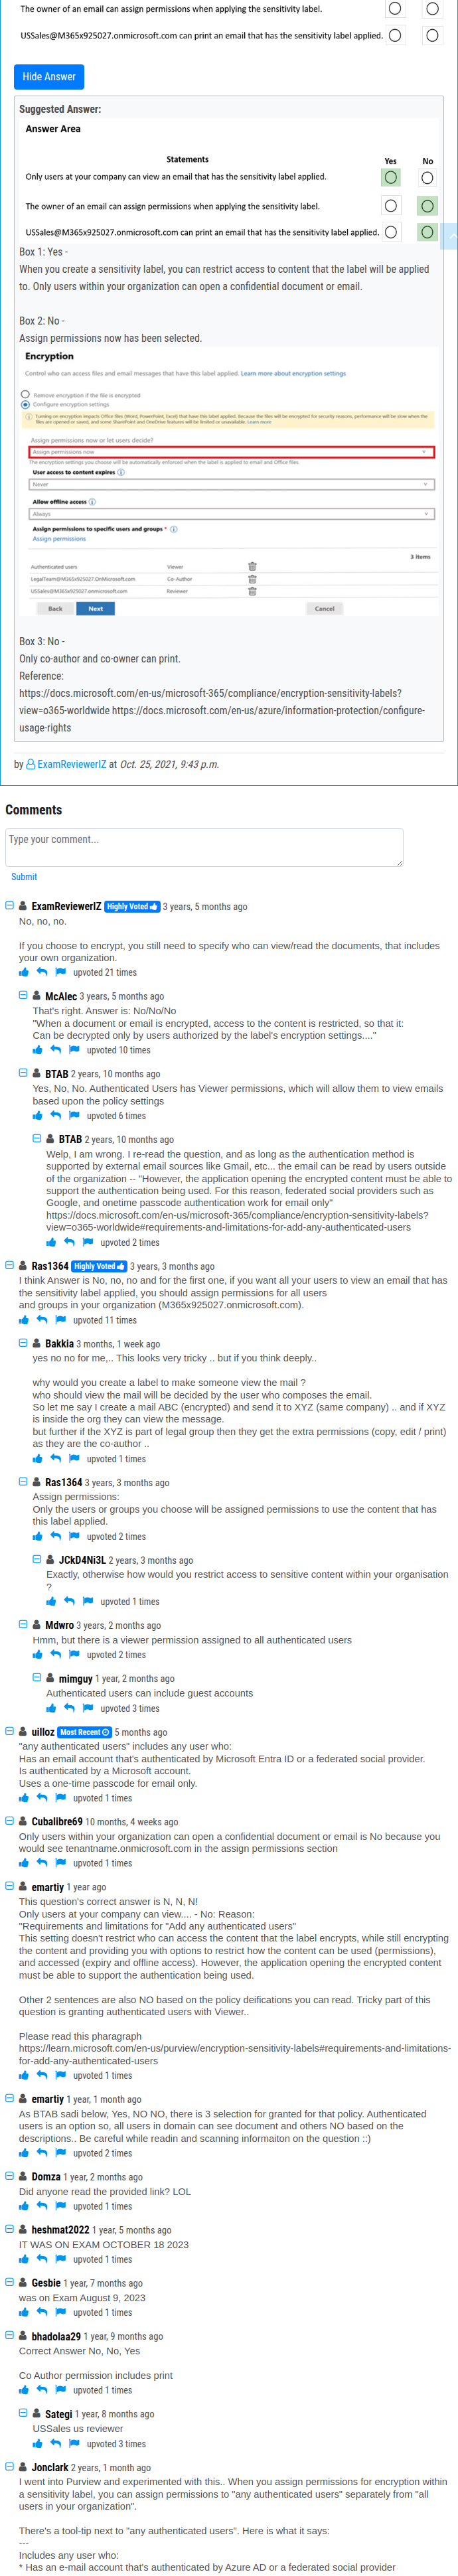 The owner of an email can assign permissions when applying the sensitivity label.
USSales@M365x925027.onmicrosoft.com can print an email that has the sensitivity label applied.
Hide Answer
Suggested Answer:
Answer Area
Statements
Yes
No
Only users at your company can view an email that has the sensitivity label applied.
The owner of an email can assign permissions when applying the sensitivity label.
USSales@M365x925027.onmicrosoft.com can print an email that has the sensitivity label applied.
Box 1: Yes -
When you create a sensitivity label, you can restrict access to content that the label will be applied
to. Only users within your organization can open a confidential document or email.
Box 2: No -
Assign permissions now has been selected.
Encryption
Control who can access files and email messages that have this label applied. Learn more about encryption settings
Remove encryption if the file is encrypted
Configure encryption settings
Turning on encryption impacts Office files (Word, PowerPoint, Excel) that have this label applied. Because the files will be encrypted for security reasons, performance will be slow when the
files are opened or saved, and some SharePoint and OneDrive features will be limited or unavailable. Learn more
Assign permissions now or let users decide?
Assign permissions now
The encryption settings you choose will be automatically enforced when the label is applied to email and Office files.
User access to content expires
Never
Allow offline access
Always
Assign permissions to specific users and groups *
Assign permissions
3 items
Authenticated users Viewer
LegalTeam@M365x925027.OnMicrosoft.com Co-Author
USSales@M365x925027.onmicrosoft.com Reviewer
Back Next Cancel
Box 3: No -
Only co-author and co-owner can print.
Reference:
https://docs.microsoft.com/en-us/microsoft-365/compliance/encryption-sensitivity-labels?
view=o365-worldwide https://docs.microsoft.com/en-us/azure/information-protection/configure-
usage-rights
by ExamReviewerIZ at Oct. 25, 2021, 9:43 p.m.
Comments
Type your comment...
Submit
ExamReviewerIZ Highly Voted 3 years, 5 months ago
No, no, no.
If you choose to encrypt, you still need to specify who can view/read the documents, that includes
your own organization.
upvoted 21 times
McAlec 3 years, 5 months ago
That's right. Answer is: No/No/No
"When a document or email is encrypted, access to the content is restricted, so that it:
Can be decrypted only by users authorized by the label's encryption settings...."
upvoted 10 times
BTAB 2 years, 10 months ago
Yes, No, No. Authenticated Users has Viewer permissions, which will allow them to view emails
based upon the policy settings
upvoted 6 times
BTAB 2 years, 10 months ago
Welp, I am wrong. I re-read the question, and as long as the authentication method is
supported by external email sources like Gmail, etc... the email can be read by users outside
of the organization -- "However, the application opening the encrypted content must be able to
support the authentication being used. For this reason, federated social providers such as
Google, and onetime passcode authentication work for email only"
https://docs.microsoft.com/en-us/microsoft-365/compliance/encryption-sensitivity-labels?
view=o365-worldwide#requirements-and-limitations-for-add-any-authenticated-users
upvoted 2 times
Ras1364 Highly Voted 3 years, 3 months ago
I think Answer is No, no, no and for the first one, if you want all your users to view an email that has
the sensitivity label applied, you should assign permissions for all users
and groups in your organization (M365x925027.onmicrosoft.com).
upvoted 11 times
Bakkia 3 months, 1 week ago
yes no no for me,.. This looks very tricky .. but if you think deeply..
why would you create a label to make someone view the mail ?
who should view the mail will be decided by the user who composes the email.
So let me say I create a mail ABC (encrypted) and send it to XYZ (same company) .. and if XYZ
is inside the org they can view the message.
but further if the XYZ is part of legal group then they get the extra permissions (copy, edit / print)
as they are the co-author ..
upvoted 1 times
Ras1364 3 years, 3 months ago
Assign permissions:
Only the users or groups you choose will be assigned permissions to use the content that has
this label applied.
upvoted 2 times
JCkD4Ni3L 2 years, 3 months ago
Exactly, otherwise how would you restrict access to sensitive content within your organisation
?
upvoted 1 times
Mdwro 3 years, 2 months ago
Hmm, but there is a viewer permission assigned to all authenticated users
upvoted 2 times
mimguy 1 year, 2 months ago
Authenticated users can include guest accounts
upvoted 3 times
uilloz Most Recent 5 months ago
"any authenticated users" includes any user who:
Has an email account that's authenticated by Microsoft Entra ID or a federated social provider.
Is authenticated by a Microsoft account.
Uses a one-time passcode for email only.
upvoted 1 times
Cubalibre69 10 months, 4 weeks ago
Only users within your organization can open a confidential document or email is No because you
would see tenantname.onmicrosoft.com in the assign permissions section
upvoted 1 times
emartiy 1 year ago
This question's correct answer is N, N, N!
Only users at your company can view.... - No: Reason:
"Requirements and limitations for "Add any authenticated users"
This setting doesn't restrict who can access the content that the label encrypts, while still encrypting
the content and providing you with options to restrict how the content can be used (permissions),
and accessed (expiry and offline access). However, the application opening the encrypted content
must be able to support the authentication being used.
Other 2 sentences are also NO based on the policy deifications you can read. Tricky part of this
question is granting authenticated users with Viewer..
Please read this pharagraph
https://learn.microsoft.com/en-us/purview/encryption-sensitivity-labels#requirements-and-limitations-
for-add-any-authenticated-users
upvoted 1 times
emartiy 1 year, 1 month ago
As BTAB sadi below, Yes, NO NO, there is 3 selection for granted for that policy. Authenticated
users is an option so, all users in domain can see document and others NO based on the
descriptions.. Be careful while readin and scanning informaiton on the question ::)
upvoted 2 times
Domza 1 year, 2 months ago
Did anyone read the provided link? LOL
upvoted 1 times
heshmat2022 1 year, 5 months ago
IT WAS ON EXAM OCTOBER 18 2023
upvoted 1 times
Gesbie 1 year, 7 months ago
was on Exam August 9, 2023
upvoted 1 times
bhadolaa29 1 year, 9 months ago
Correct Answer No, No, Yes
Co Author permission includes print
upvoted 1 times
Sategi 1 year, 8 months ago
USSales us reviewer
upvoted 3 times
Jonclark 2 years, 1 month ago
I went into Purview and experimented with this.. When you assign permissions for encryption within
a sensitivity label, you can assign permissions to "any authenticated users" separately from "all
users in your organization".
There's a tool-tip next to "any authenticated users". Here is what it says:
---
Includes any user who:
* Has an e-mail account that's authenticated by Azure AD or a federated social provider